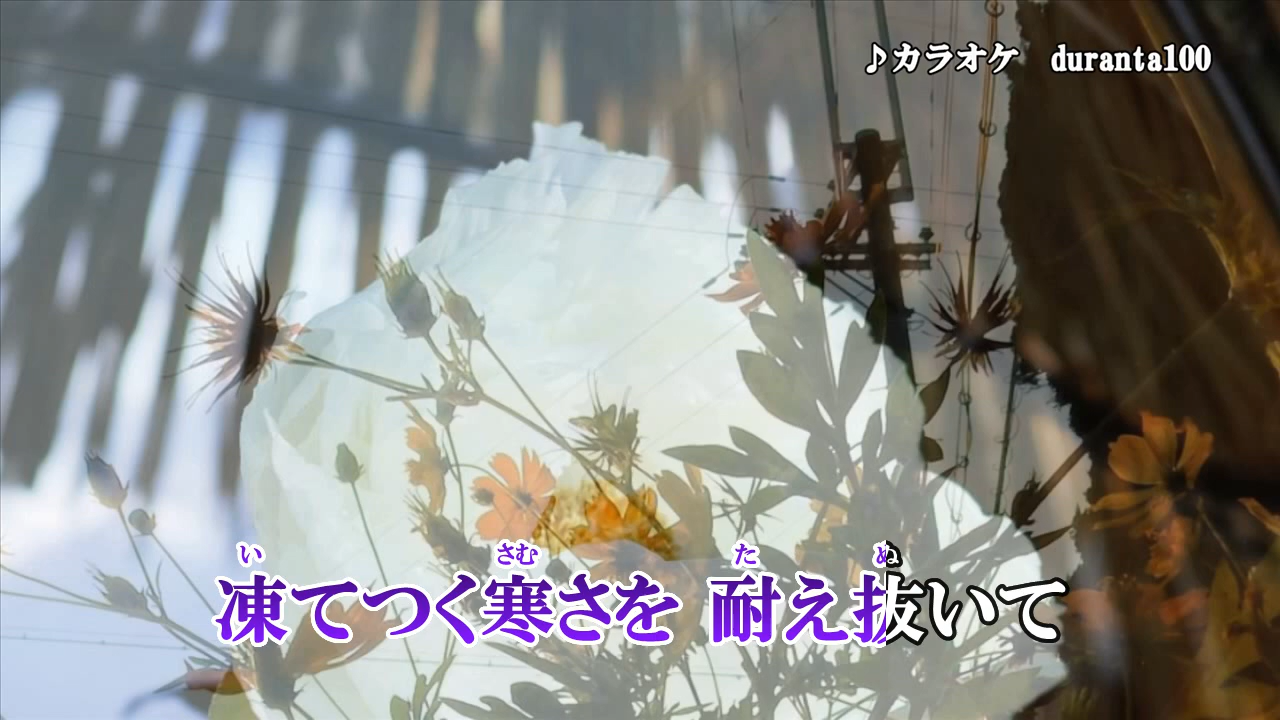 ♪カラオケ　duranta100
い さむ た ぬ
凍てつく寒さを 耐え抜いて